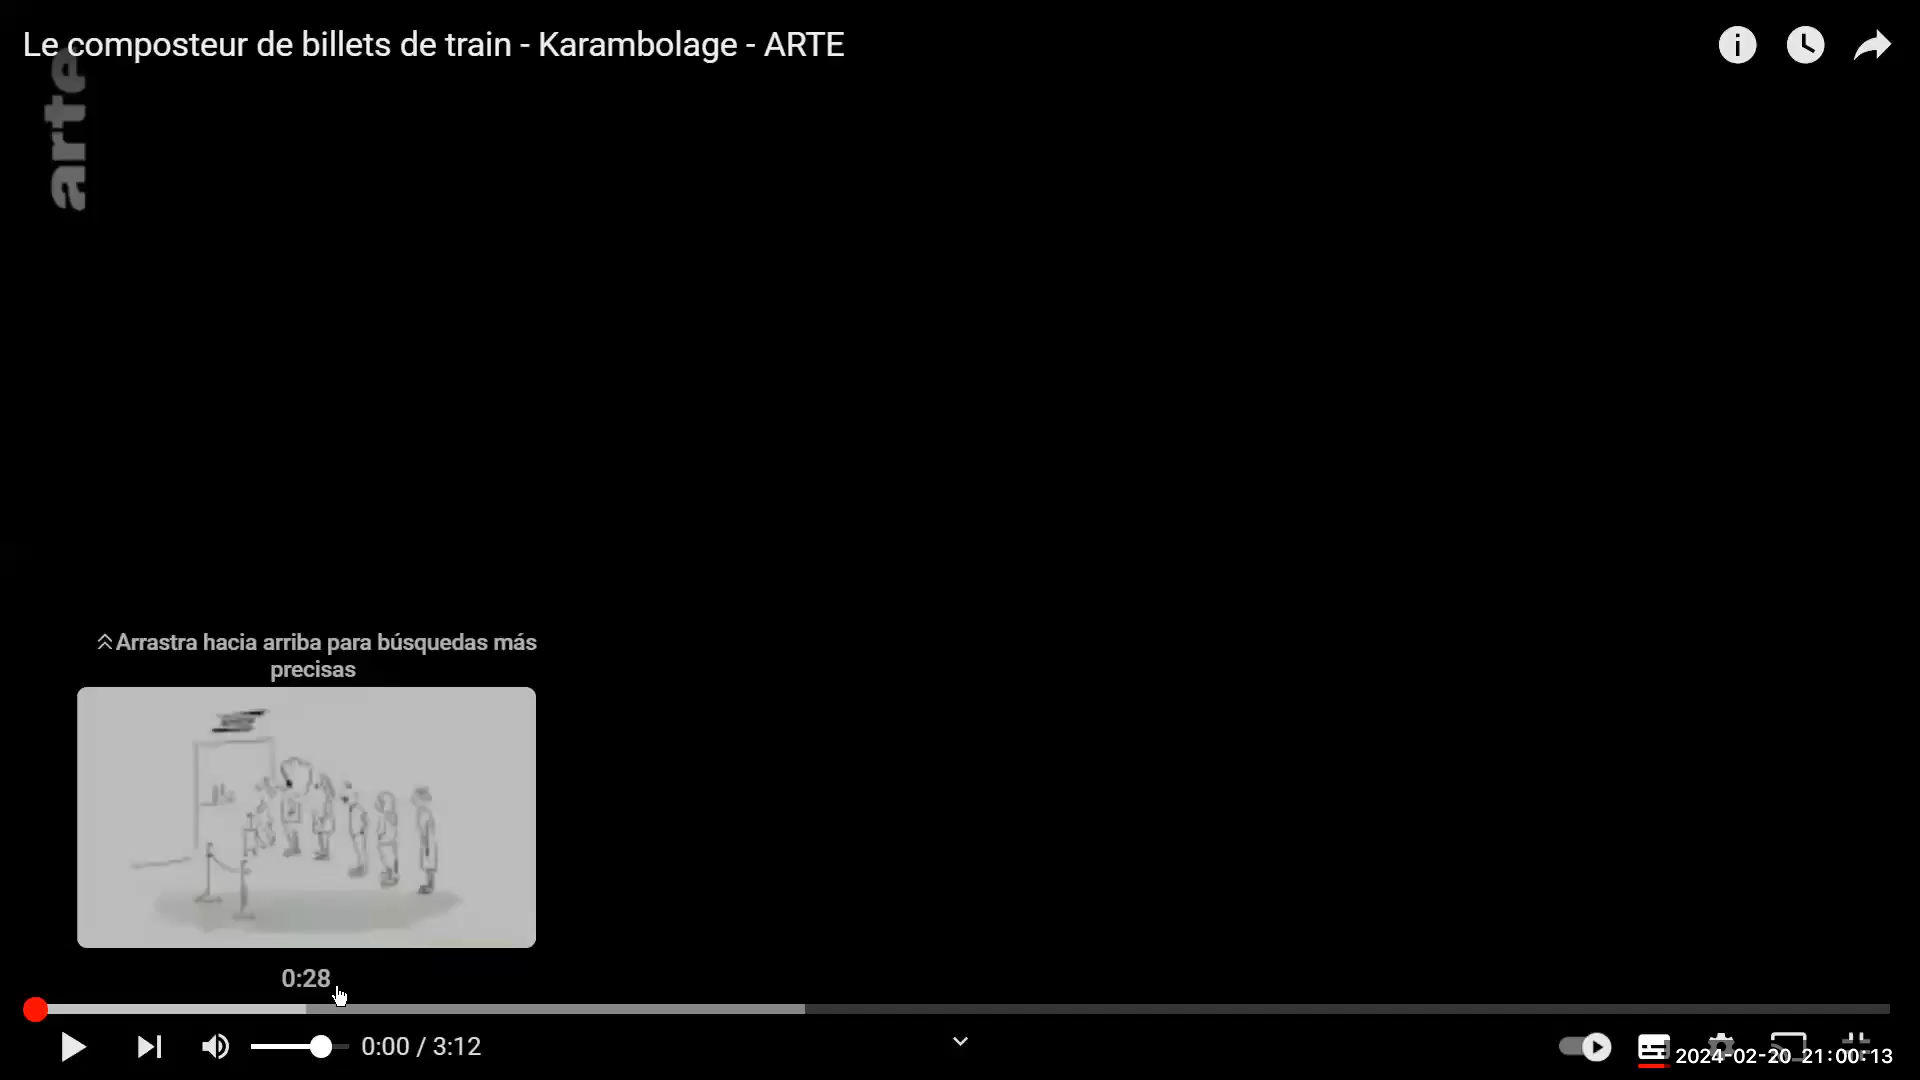 Le composteur de billets de train - Karambolage - ARTE
arte
Arrastra hacia arriba para búsquedas más
precisas
0:28
0:00 / 3:12
2024-02-20 21:00:13